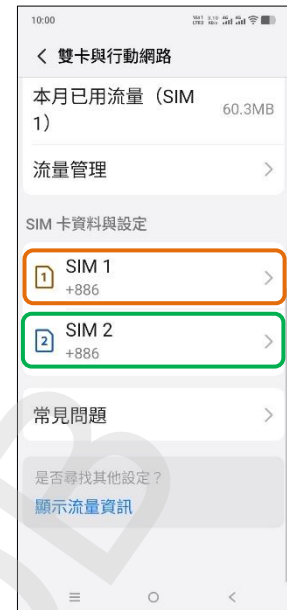 10:00
雙卡與行動網路
本月已用流量（SIM
1）
60.3MB
流量管理
SIM 卡資料與設定
1
SIM 1
+886
2
SIM 2
+886
常見問題
是否尋找其他設定？
顯示流量資訊